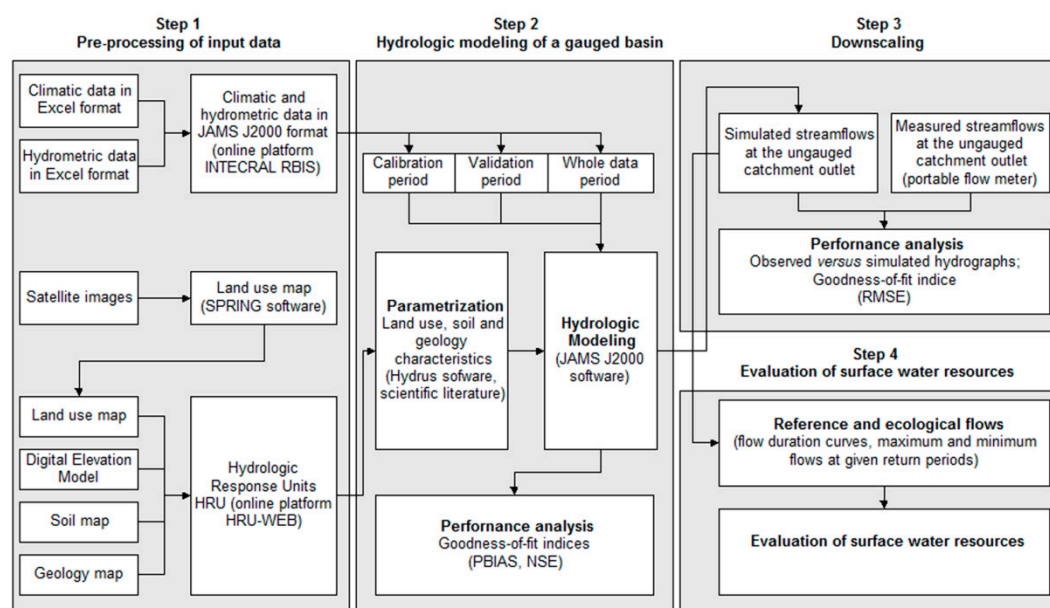 Step 1
Pre-processing of input data
Climatic data in
Excel format
Hydrometric data
in Excel format
Climatic and
hydrometric data in
JAMS J2000 format
(online platform
INTECRAL RBIS)
Satellite images
Land use map
(SPRING software)
Land use map
Digital Elevation
Model
Soil map
Geology map
Hydrologic
Response Units
HRU (online platform
HRU-WEB)
Step 2
Hydrologic modeling of a gauged basin
Calibration
period
Validation
period
Whole data
period
Parametrization
Land use, soil and
geology
characteristics
(Hydrus sofware,
scientific literature)
Hydrologic
Modeling
(JAMS J2000
software)
Perfornance analysis
Goodness-of-fit indices
(PBIAS, NSE)
Step 3
Downscaling
Simulated streamflows
at the ungauged
catchment outlet
Measured streamflows
at the ungauged
catchment outlet
(portable flow meter)
Perfornance analysis
Observed versus simulated hydrographs;
Goodness-of-fit indice
(RMSE)
Step 4
Evaluation of surface water resources
Reference and ecological flows
(flow duration curves, maximum and minimum
flows at given return periods)
Evaluation of surface water resources